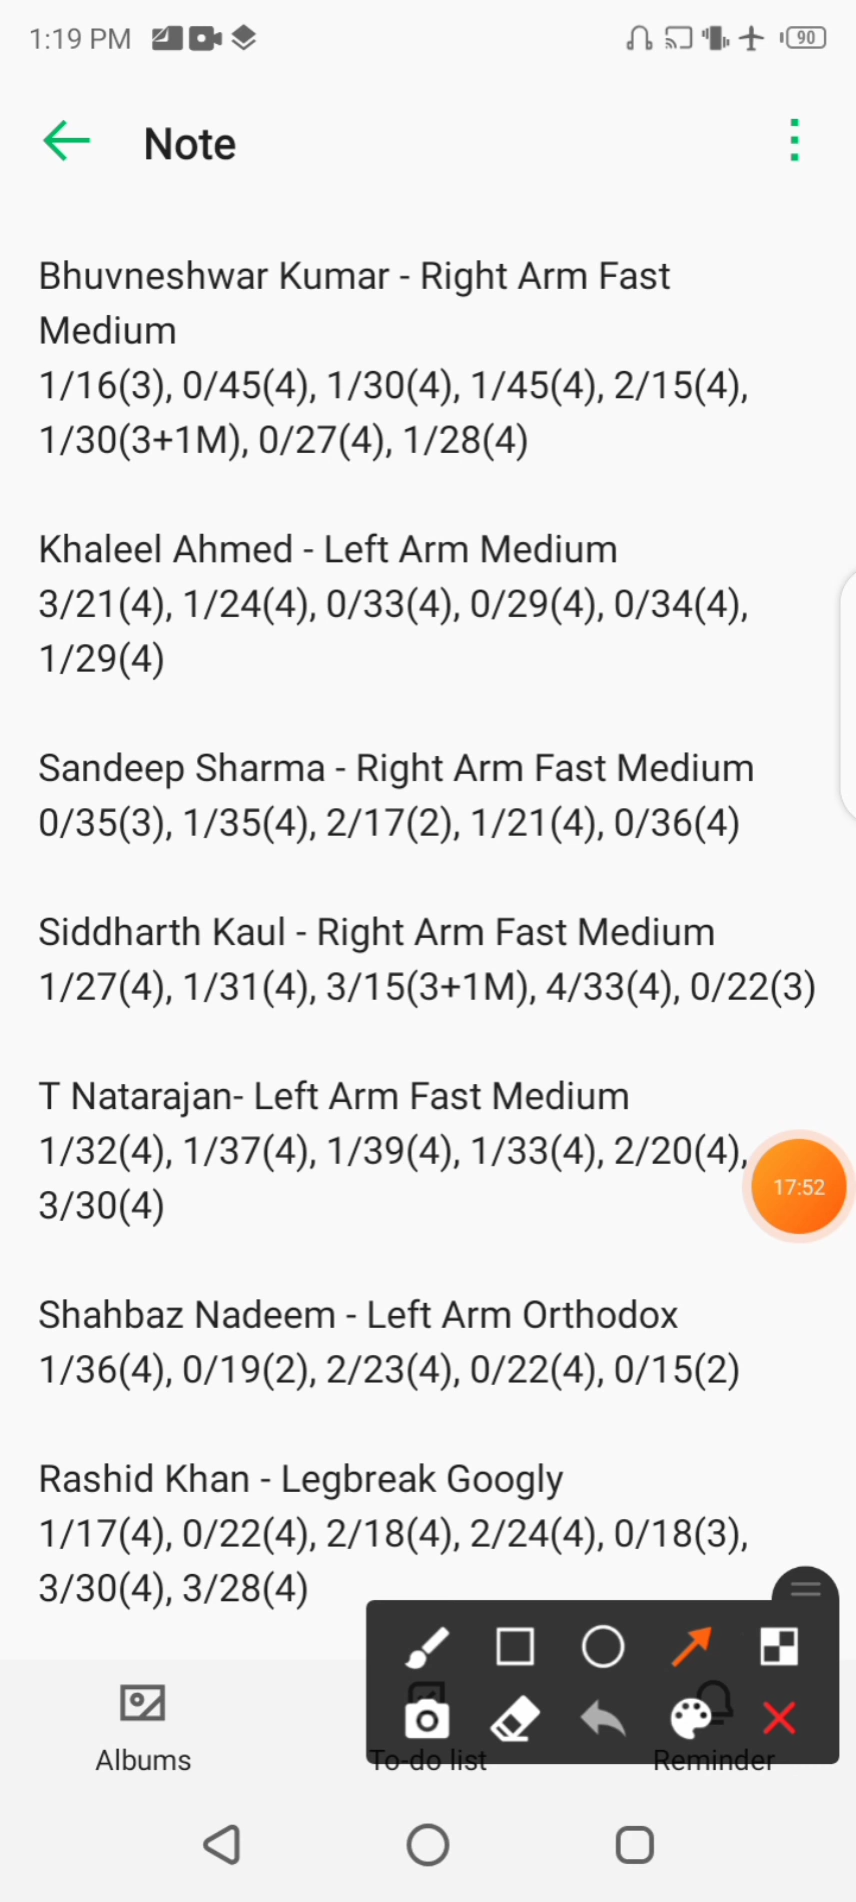 1:19 PM
90
Note
Bhuvneshwar Kumar - Right Arm Fast
Medium
1/16(3), 0/45(4), 1/30(4), 1/45(4), 2/15(4),
1/30(3+1M), 0/27(4), 1/28(4)
Khaleel Ahmed - Left Arm Medium
3/21(4), 1/24(4), 0/33(4), 0/29(4), 0/34(4),
1/29(4)
Sandeep Sharma - Right Arm Fast Medium
0/35(3), 1/35(4), 2/17(2), 1/21(4), 0/36(4)
Siddharth Kaul - Right Arm Fast Medium
1/27(4), 1/31(4), 3/15(3+1M), 4/33(4), 0/22(3)
T Natarajan- Left Arm Fast Medium
1/32(4), 1/37(4), 1/39(4), 1/33(4), 2/20(4),
3/30(4)
17:52
Shahbaz Nadeem - Left Arm Orthodox
1/36(4), 0/19(2), 2/23(4), 0/22(4), 0/15(2)
Rashid Khan - Legbreak Googly
1/17(4), 0/22(4), 2/18(4), 2/24(4), 0/18(3),
3/30(4), 3/28(4)
Albums
To-do list
Reminder